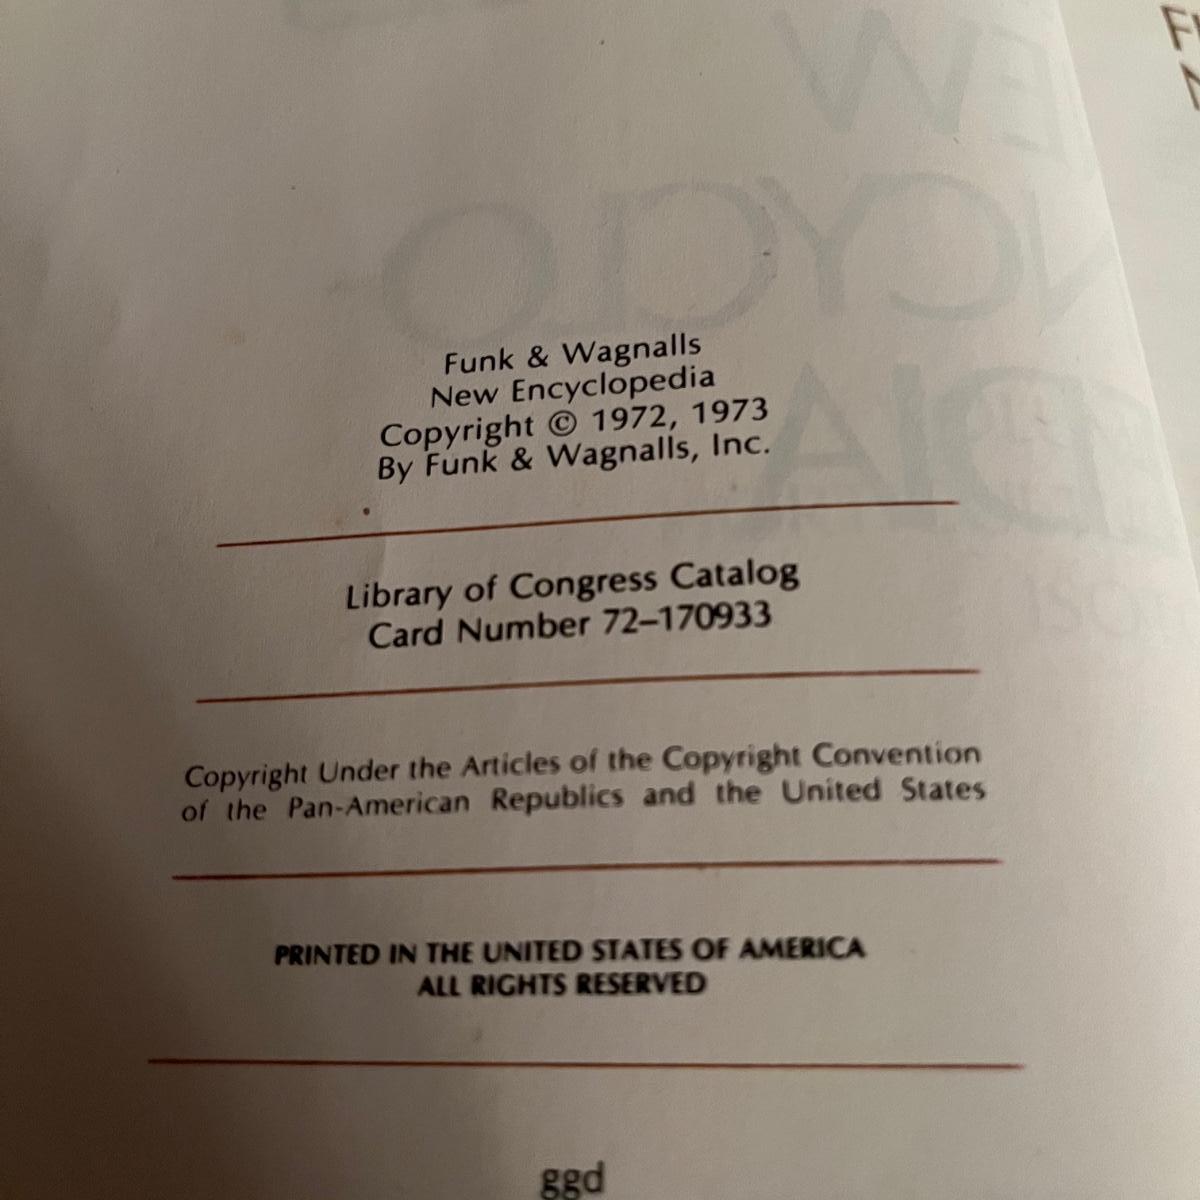 Funk & Wagnalls
New Encyclopedia
Copyright © 1972, 1973
By Funk & Wagnalls, Inc.
Library of Congress Catalog
Card Number 72–170933
Copyright Under the Articles of the Copyright Convention
of the Pan-American Republics and the United States
PRINTED IN THE UNITED STATES OF AMERICA
ALL RIGHTS RESERVED
ggd